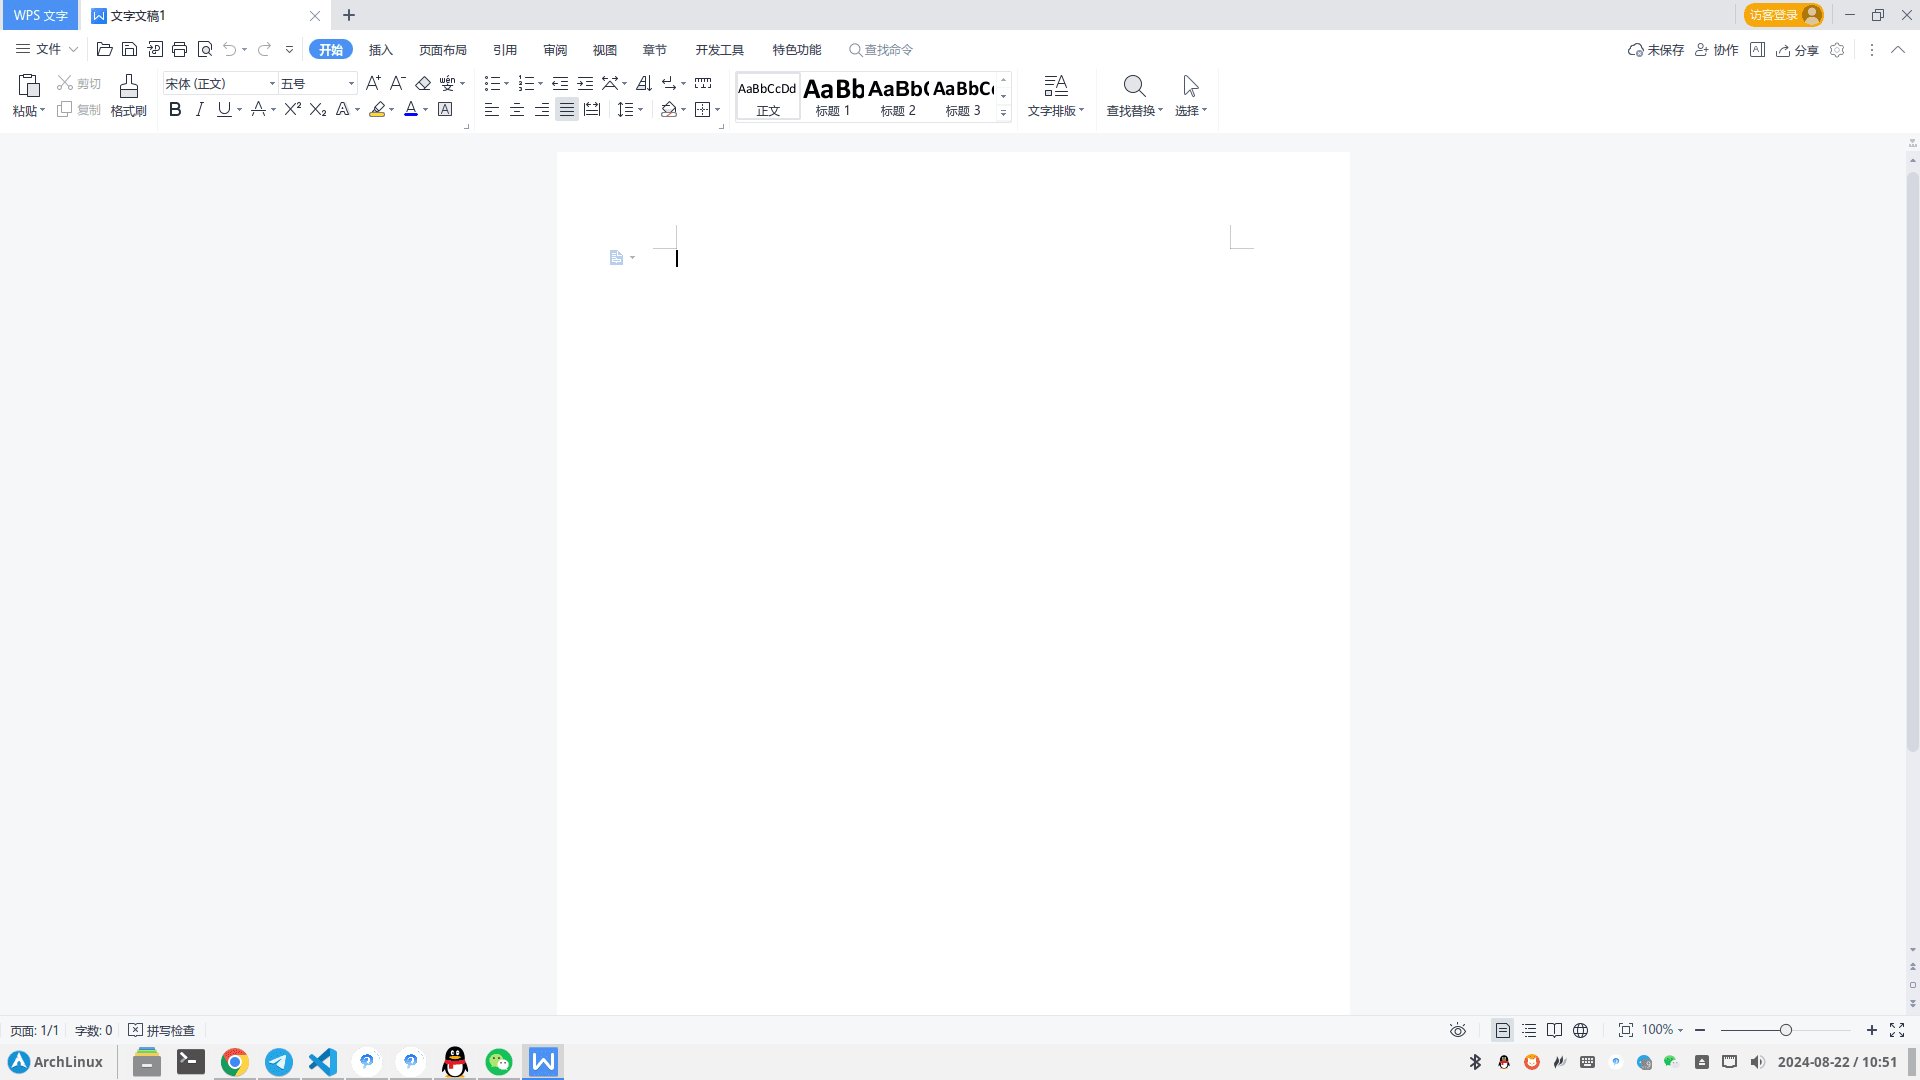 WPS 文字
文字文稿1
访客登录
文件
开始
插入
页面布局
引用
审阅
视图
章节
开发工具
特色功能
查找命令
未保存
协作
分享
粘贴
剪切
复制
格式刷
宋体 (正文)
五号
AaBbCcDd
正文
AaBb
标题 1
AaBb(
标题 2
AaBbC
标题 3
文字排版
查找替换
选择
页面: 1/1
字数: 0
拼写检查
100%
ArchLinux
2024-08-22 / 10:51